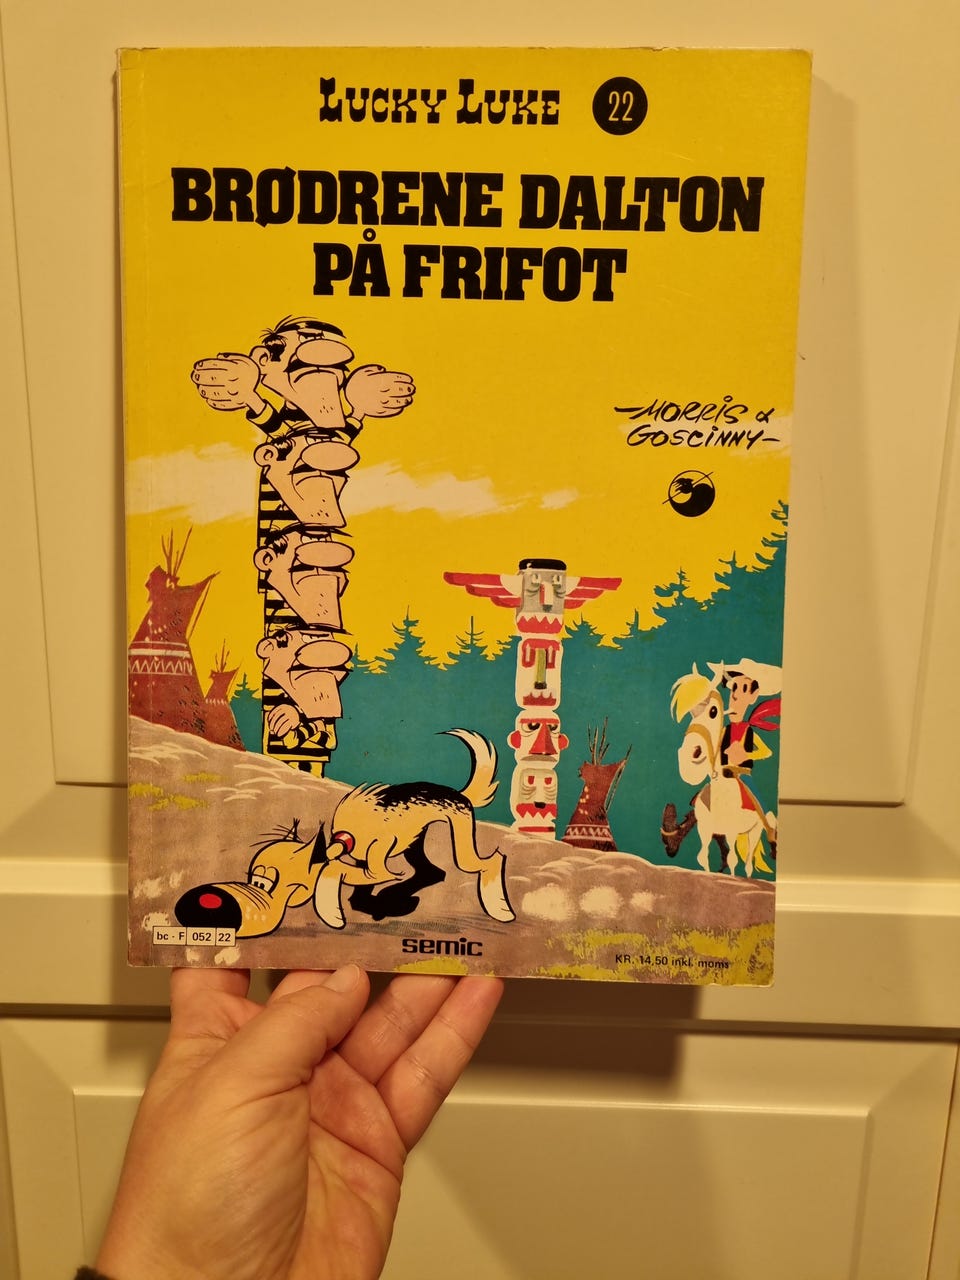 LUCKY LUKE 22
BRØDRENE DALTON
PÅ FRIFOT
-MORRIS &
GOSCINNY-
bc - F 052 22
semic
KR. 14,50 inkl. moms